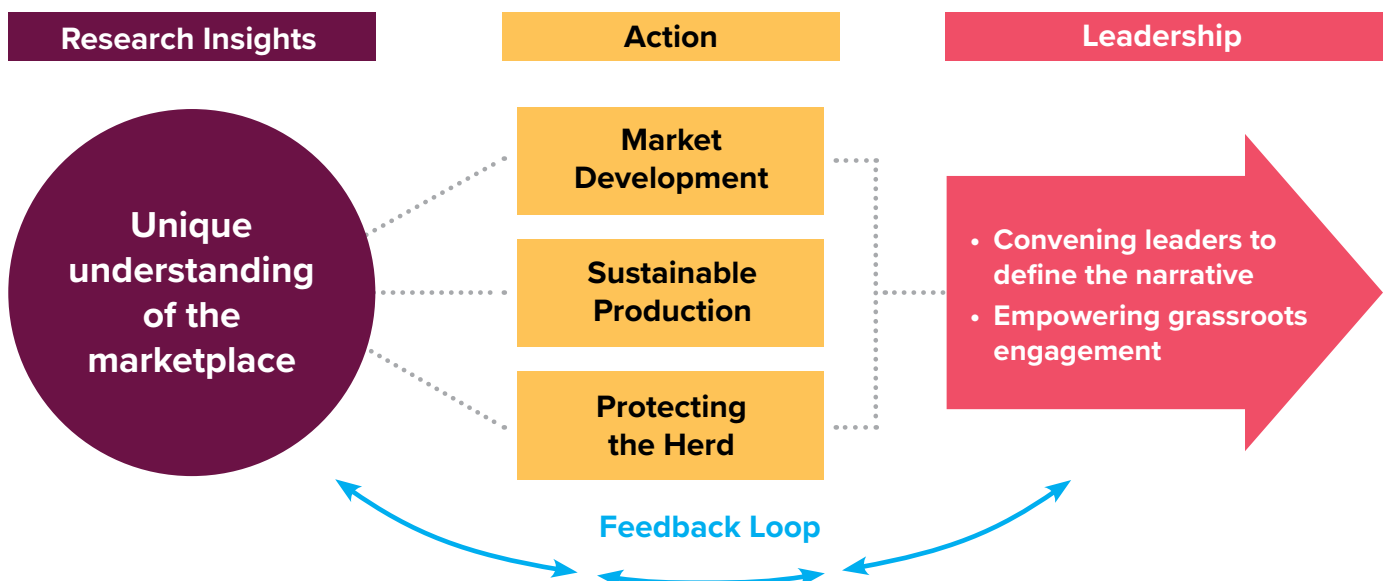 Research Insights
Action
Leadership
Unique
understanding
of the
marketplace
Market
Development
Sustainable
Production
Protecting
the Herd
• Convening leaders to
define the narrative
• Empowering grassroots
engagement
Feedback Loop